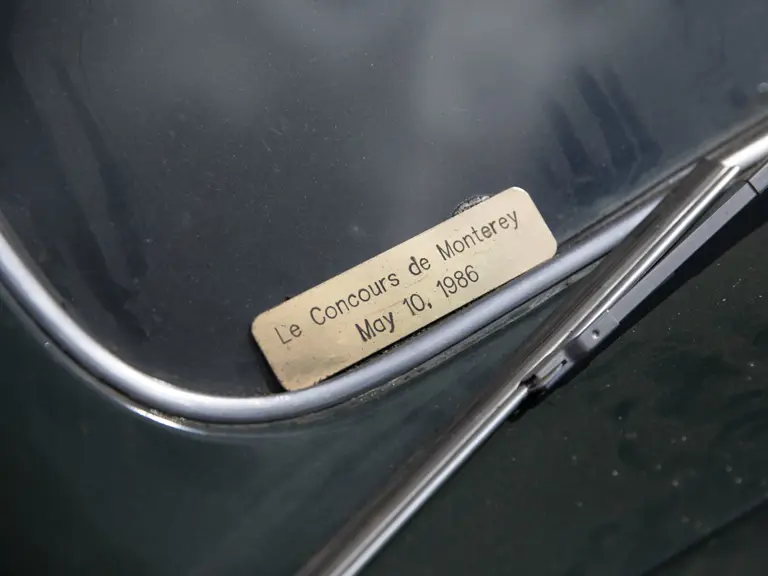 Le Concours de Monterey
May 10, 1986